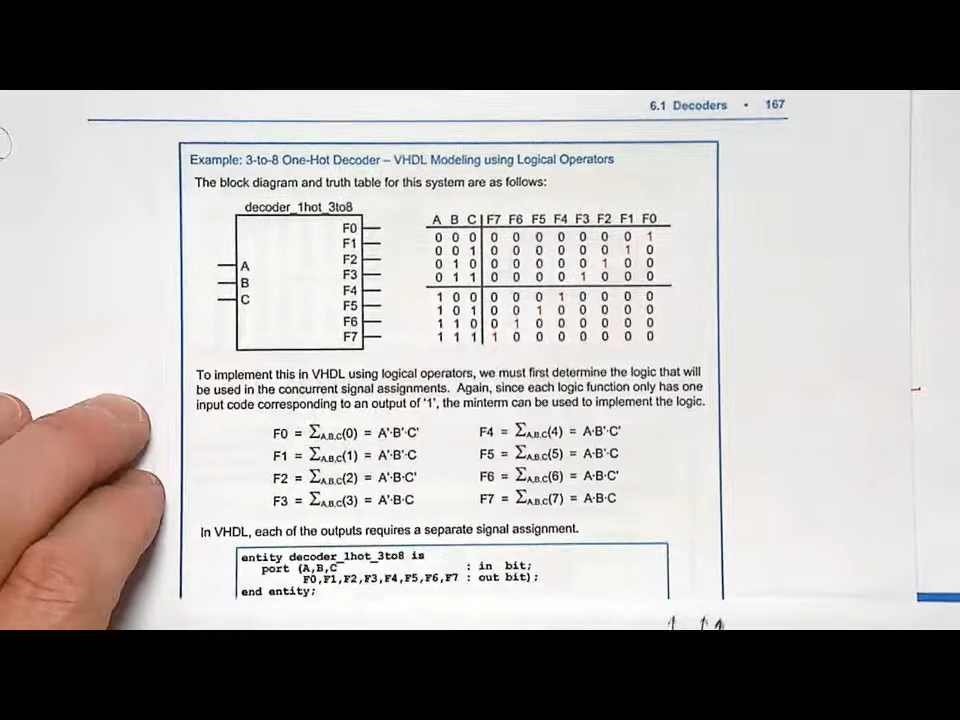 6.1 Decoders • 167
Example: 3-to-8 One-Hot Decoder – VHDL Modeling using Logical Operators
The block diagram and truth table for this system are as follows:
decoder_1hot_3to8
F0
F1
F2
A
F3
B
F4
C
F5
F6
F7
A B C F7 F6 F5 F4 F3 F2 F1 F0
0 0 0 0 0 0 0 0 0 0 1
0 0 1 0 0 0 0 0 0 1 0
0 1 0 0 0 0 0 0 1 0 0
0 1 1 0 0 0 0 1 0 0 0
1 0 0 0 0 0 1 0 0 0 0
1 0 1 0 0 1 0 0 0 0 0
1 1 0 0 1 0 0 0 0 0 0
1 1 1 1 0 0 0 0 0 0 0
To implement this in VHDL using logical operators, we must first determine the logic that will
be used in the concurrent signal assignments. Again, since each logic function only has one
input code corresponding to an output of '1', the minterm can be used to implement the logic.
F0 = ∑A,B,C(0) = A'·B'·C' F4 = ∑A,B,C(4) = A·B'·C'
F1 = ∑A,B,C(1) = A'·B'·C F5 = ∑A,B,C(5) = A·B'·C
F2 = ∑A,B,C(2) = A'·B·C' F6 = ∑A,B,C(6) = A·B·C'
F3 = ∑A,B,C(3) = A'·B·C F7 = ∑A,B,C(7) = A·B·C
In VHDL, each of the outputs requires a separate signal assignment.
entity decoder_1hot_3to8 is
port (A,B,C : in bit;
F0,F1,F2,F3,F4,F5,F6,F7 : out bit);
end entity;